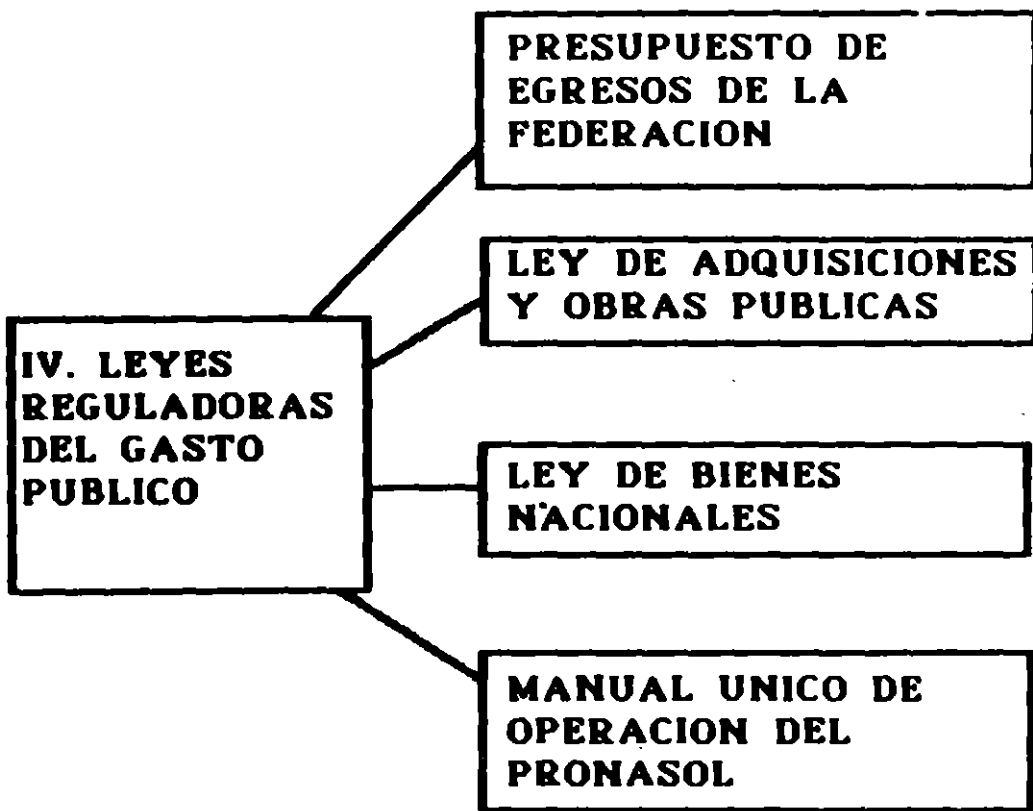 PRESUPUESTO DE
EGRESOS DE LA
FEDERACION
LEY DE ADQUISICIONES
Y OBRAS PUBLICAS
IV. LEYES
REGULADORAS
DEL GASTO
PUBLICO
LEY DE BIENES
NACIONALES
MANUAL UNICO DE
OPERACION DEL
PRONASOL